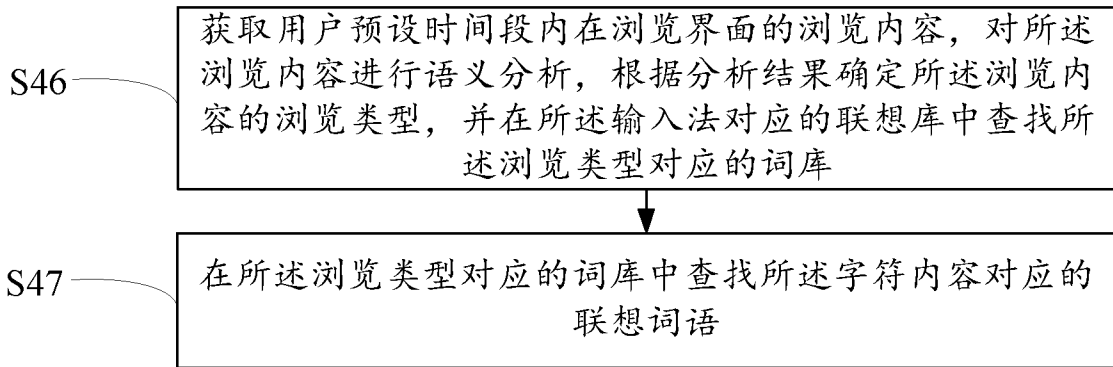 S46
获取用户预设时间段内在浏览界面的浏览内容，对所述
浏览内容进行语义分析，根据分析结果确定所述浏览内
容的浏览类型，并在所述输入法对应的联想库中查找所
述浏览类型对应的词库
S47
在所述浏览类型对应的词库中查找所述字符内容对应的
联想词语